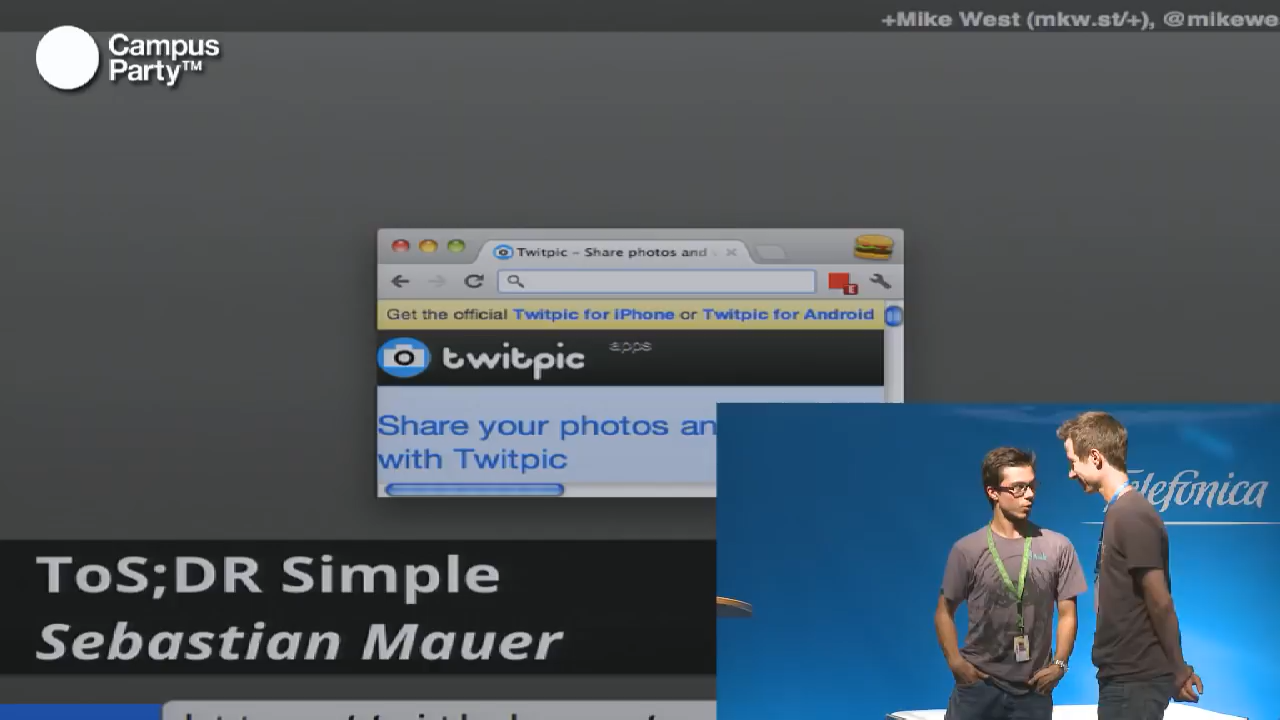 +Mike West (mkw.st/+), @mikewe
Campus
Party™
Twitpic – Share photos and
Get the official Twitpic for iPhone or Twitpic for Android
twitpic
apps
Share your photos an
with Twitpic
Telefónica
ToS;DR Simple
Sebastian Mauer